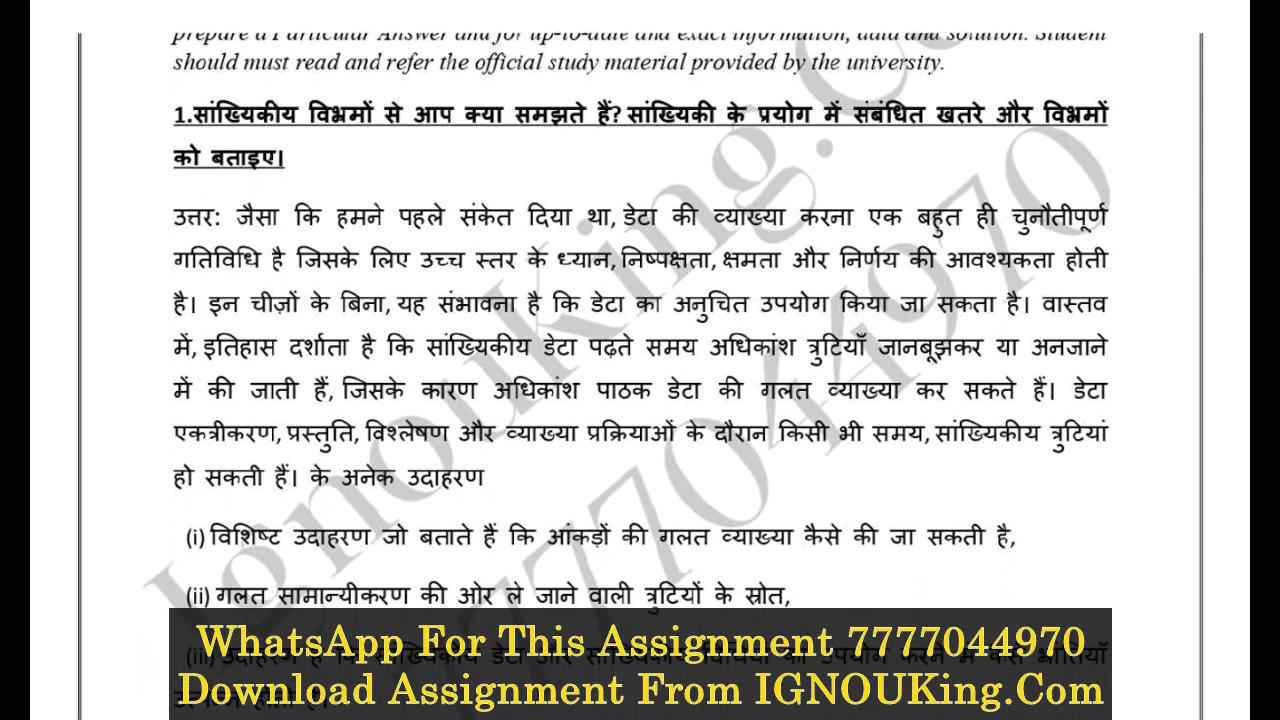 prepare a Particular Answer and for up-to-date and exact information, data and solution. Student
should must read and refer the official study material provided by the university.
1.सांख्यिकीय विभ्रमों से आप क्या समझते हैं? सांख्यिकी के प्रयोग में संबंधित खतरे और विभ्रमों
को बताइए।
उत्तर: जैसा कि हमने पहले संकेत दिया था, डेटा की व्याख्या करना एक बहुत ही चुनौतीपूर्ण
गतिविधि है जिसके लिए उच्च स्तर के ध्यान, निष्पक्षता, क्षमता और निर्णय की आवश्यकता होती
है। इन चीज़ों के बिना, यह संभावना है कि डेटा का अनुचित उपयोग किया जा सकता है। वास्तव
में, इतिहास दर्शाता है कि सांख्यिकीय डेटा पढ़ते समय अधिकांश त्रुटियाँ जानबूझकर या अनजाने
में की जाती हैं, जिसके कारण अधिकांश पाठक डेटा की गलत व्याख्या कर सकते हैं। डेटा
एकत्रीकरण, प्रस्तुति, विश्लेषण और व्याख्या प्रक्रियाओं के दौरान किसी भी समय, सांख्यिकीय त्रुटियां
हो सकती हैं। के अनेक उदाहरण
(i) विशिष्ट उदाहरण जो बताते हैं कि आंकड़ों की गलत व्याख्या कैसे की जा सकती है,
(ii) गलत सामान्यीकरण की ओर ले जाने वाली त्रुटियों के स्रोत,
WhatsApp For This Assignment 7777044970
Download Assignment From IGNOUKing.Com
IgnouKing.Co
7777044970